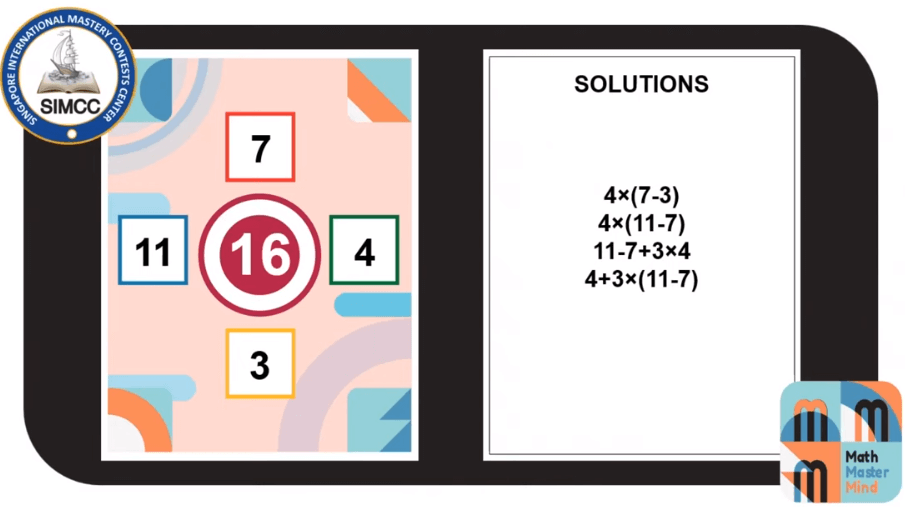 SINGAPORE INTERNATIONAL MASTERY CONTESTS CENTER
SIMCC
7
11
16
4
3
SOLUTIONS
4×(7-3)
4×(11-7)
11-7+3×4
4+3×(11-7)
m m
m
Math
Master
Mind